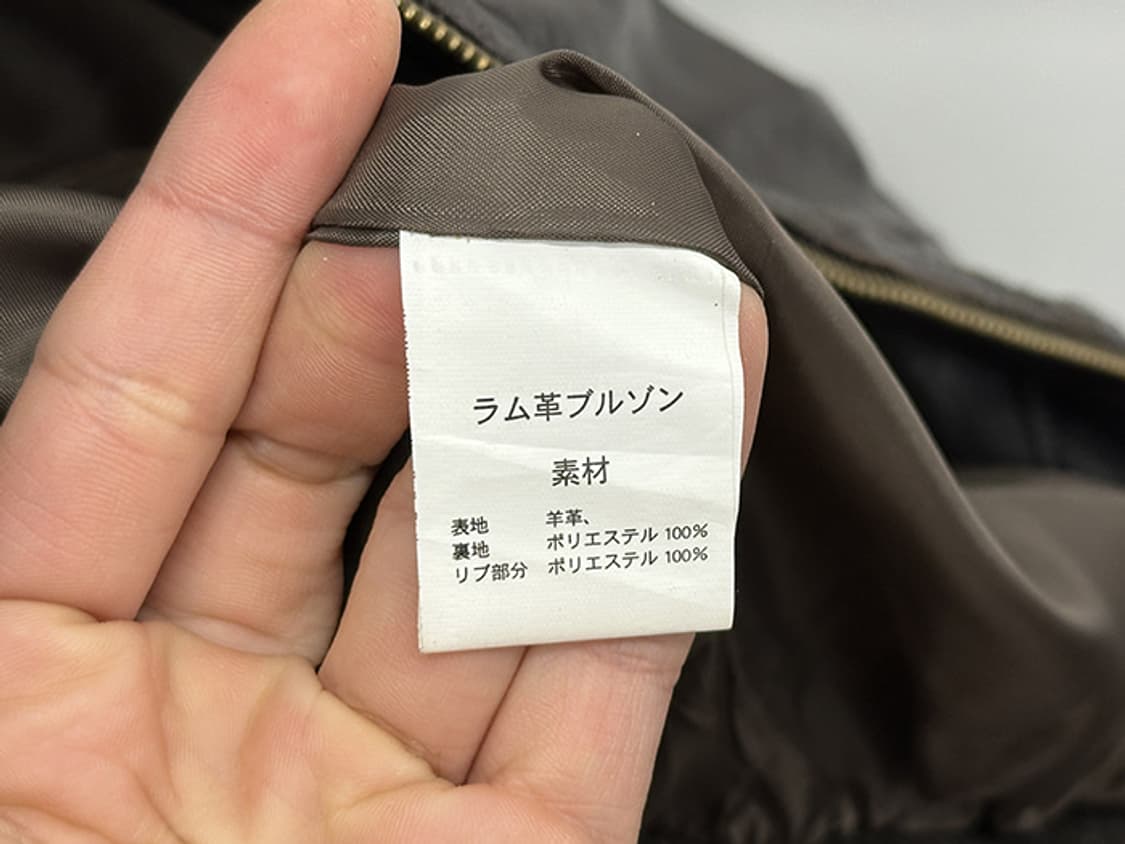 ラム革ブルゾン
素材
表地 羊革、
裏地 ポリエステル 100%
リブ部分 ポリエステル 100%